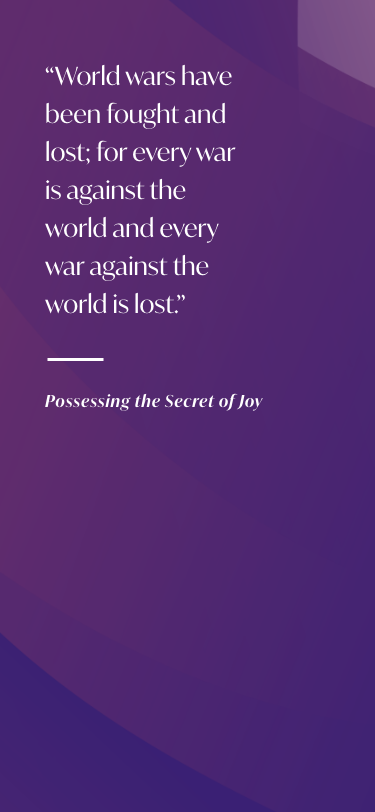 “World wars have
been fought and
lost; for every war
is against the
world and every
war against the
world is lost.”
Possessing the Secret of Joy